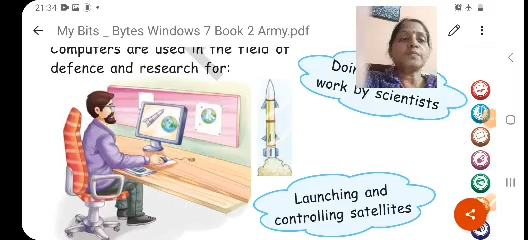 21:34
My Bits _ Bytes Windows 7 Book 2 Army.pdf
Computers are used in the field of
defence and research for:
work by scientists
Launching and
controlling satellites